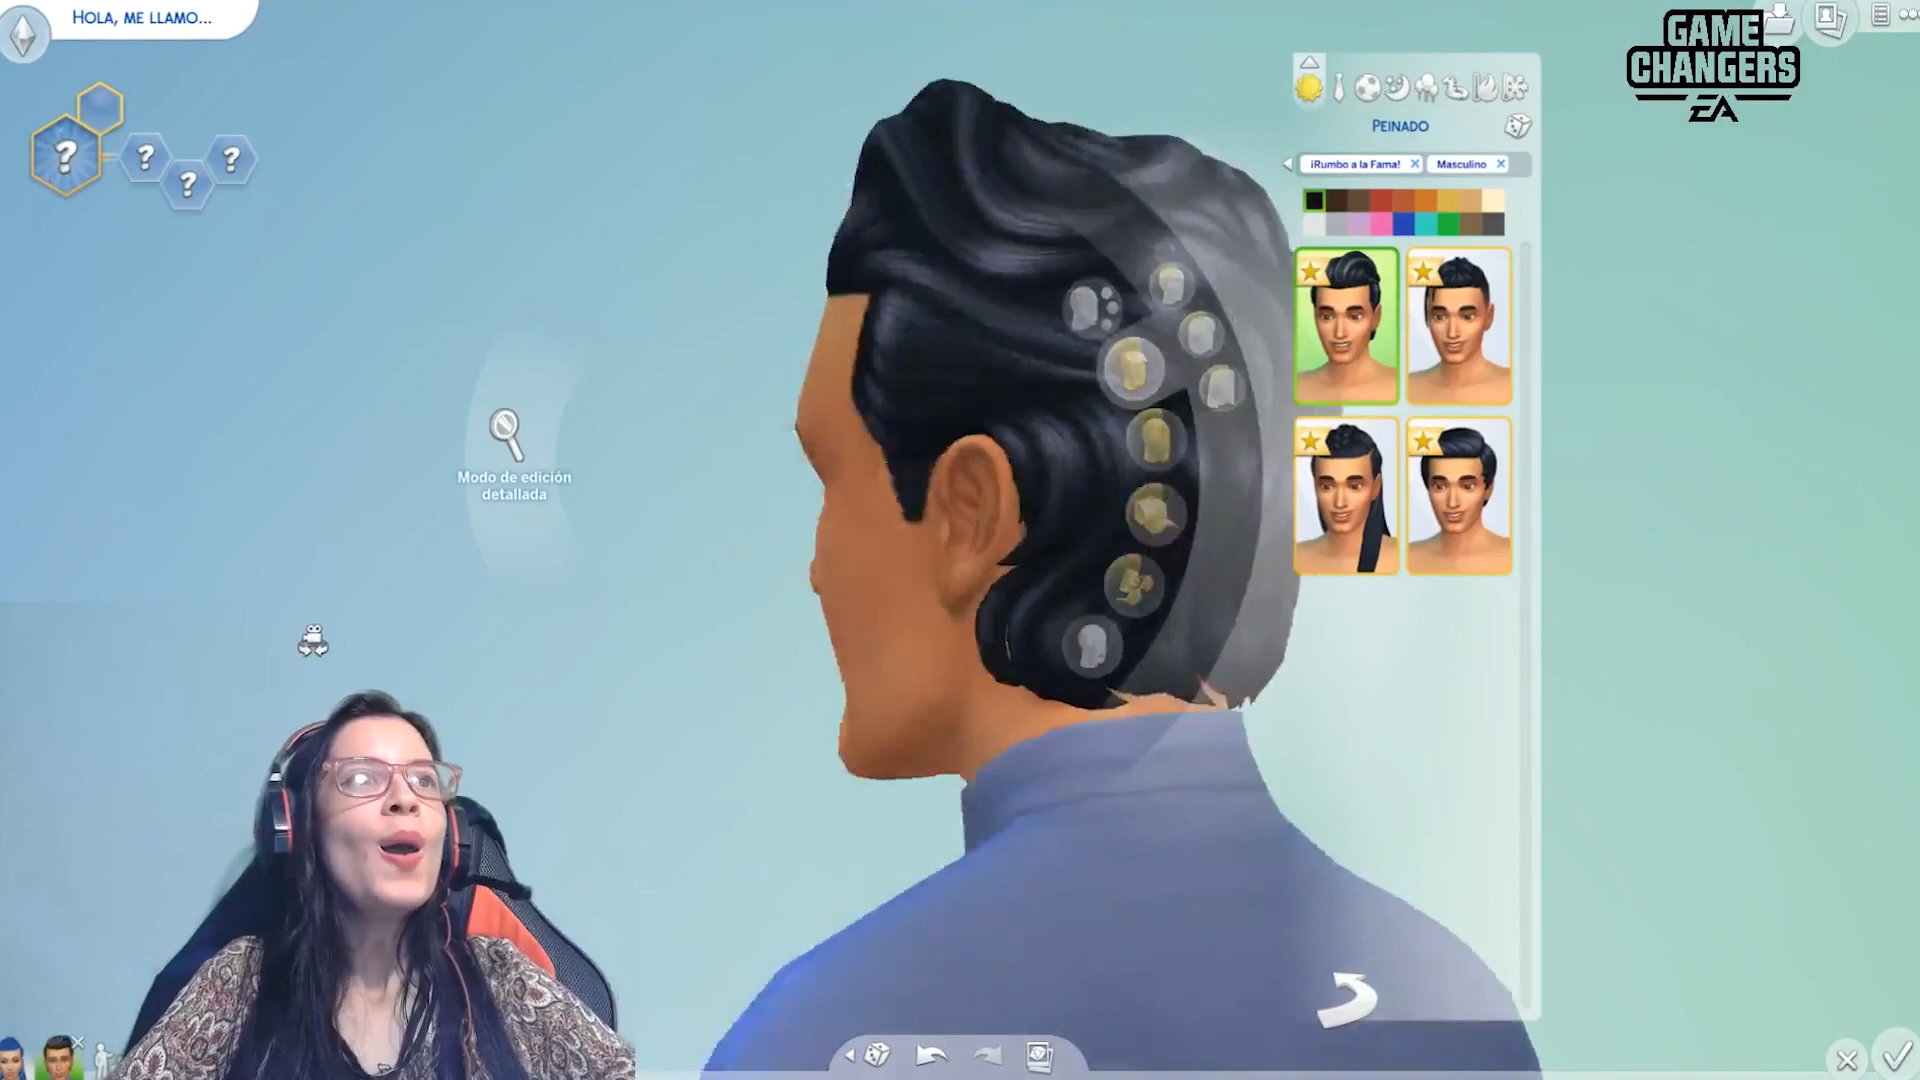 HOLA, ME LLAMO...
GAME
CHANGERS
EA
PEINADO
¡Rumbo a la Fama!
Masculino
Modo de edición
detallada